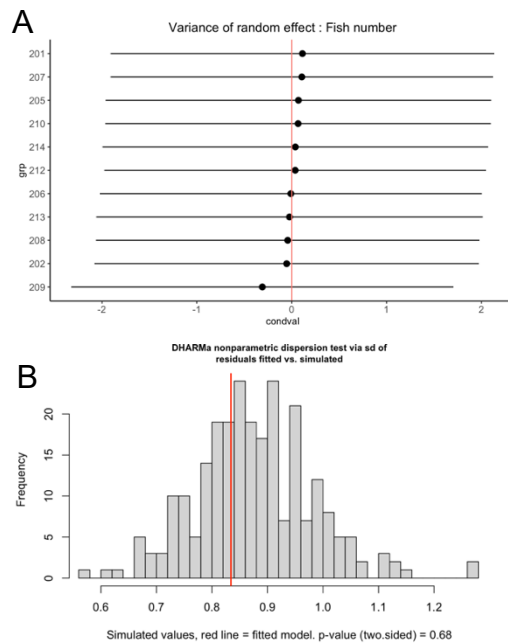 A
Variance of random effect : Fish number
201
207
205
210
214
212
206
213
208
202
209
grp
-2 -1 0 1 2
condval
DHARMa nonparametric dispersion test via sd of
residuals fitted vs. simulated
B
Frequency
20
15
10
5
0
0.6 0.7 0.8 0.9 1.0 1.1 1.2
Simulated values, red line = fitted model. p-value (two.sided) = 0.68